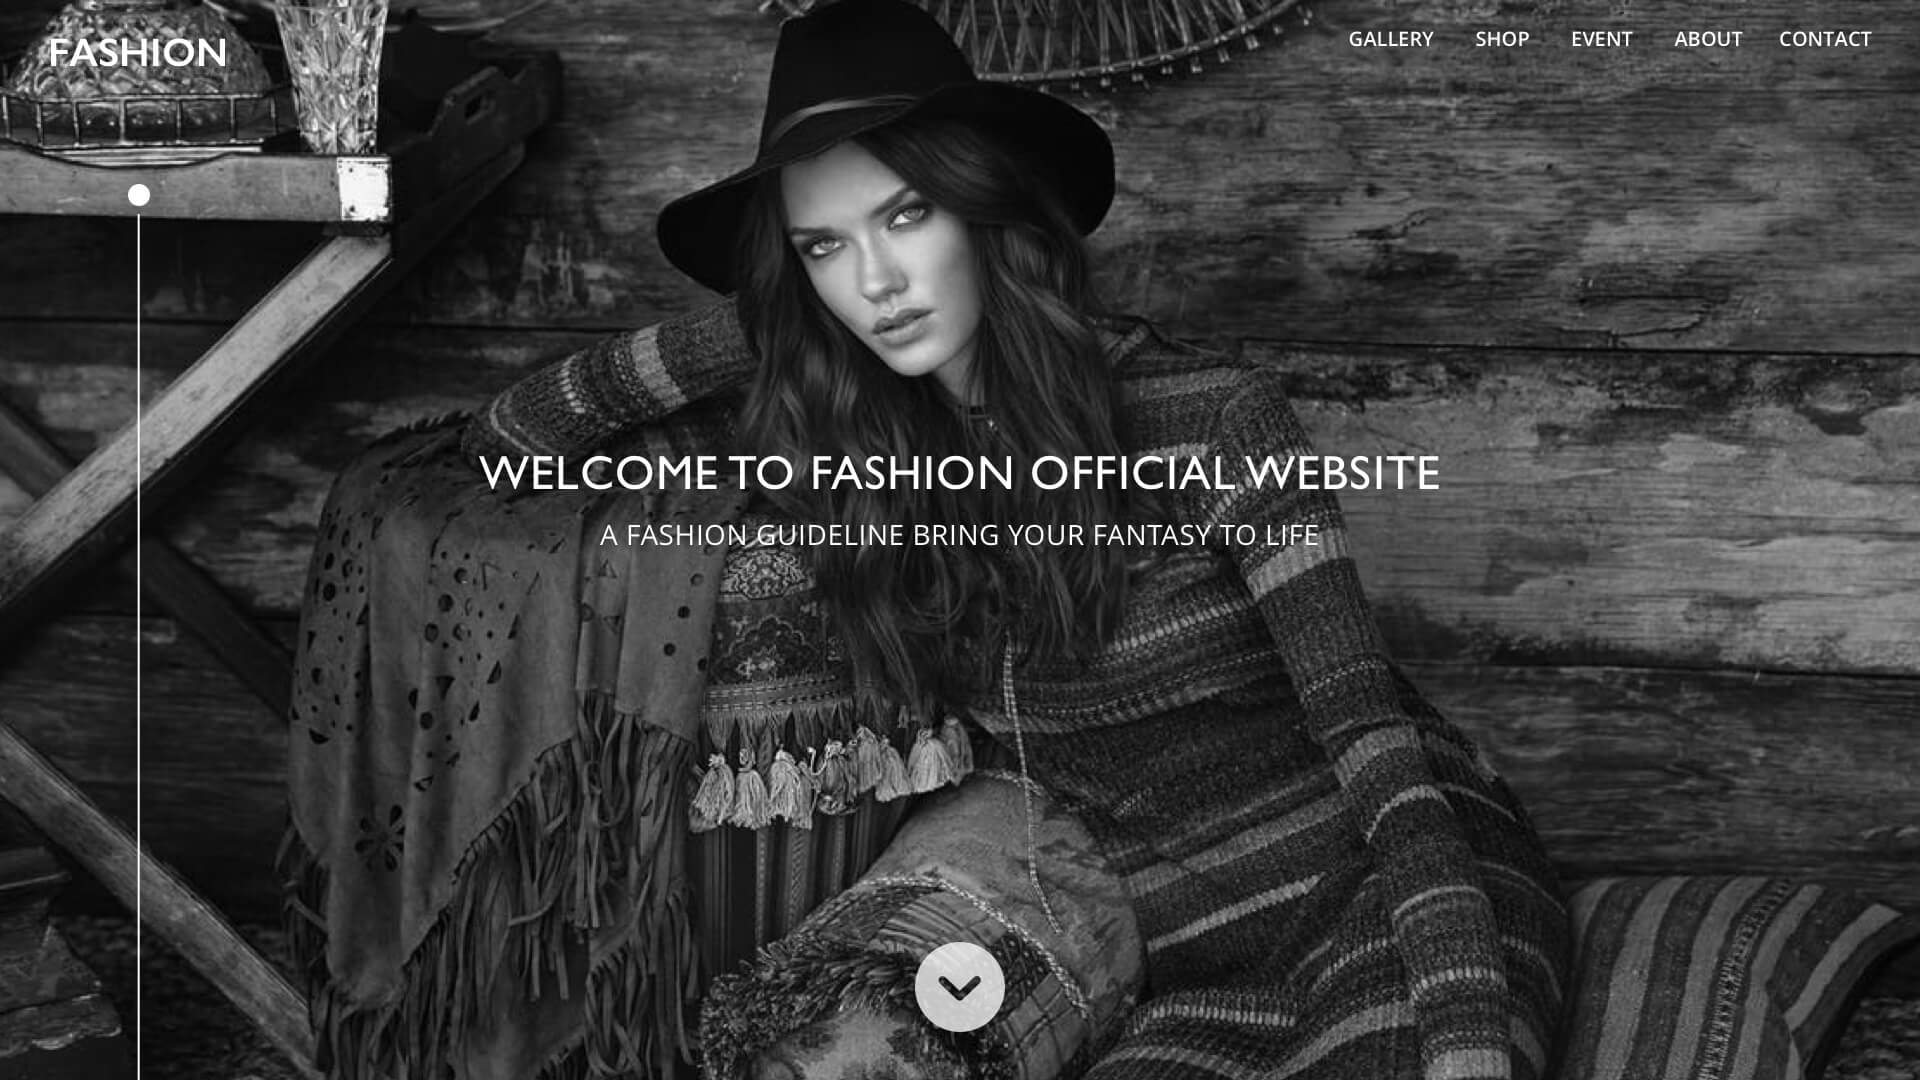 FASHION
GALLERY SHOP EVENT ABOUT CONTACT
WELCOME TO FASHION OFFICIAL WEBSITE
A FASHION GUIDELINE BRING YOUR FANTASY TO LIFE